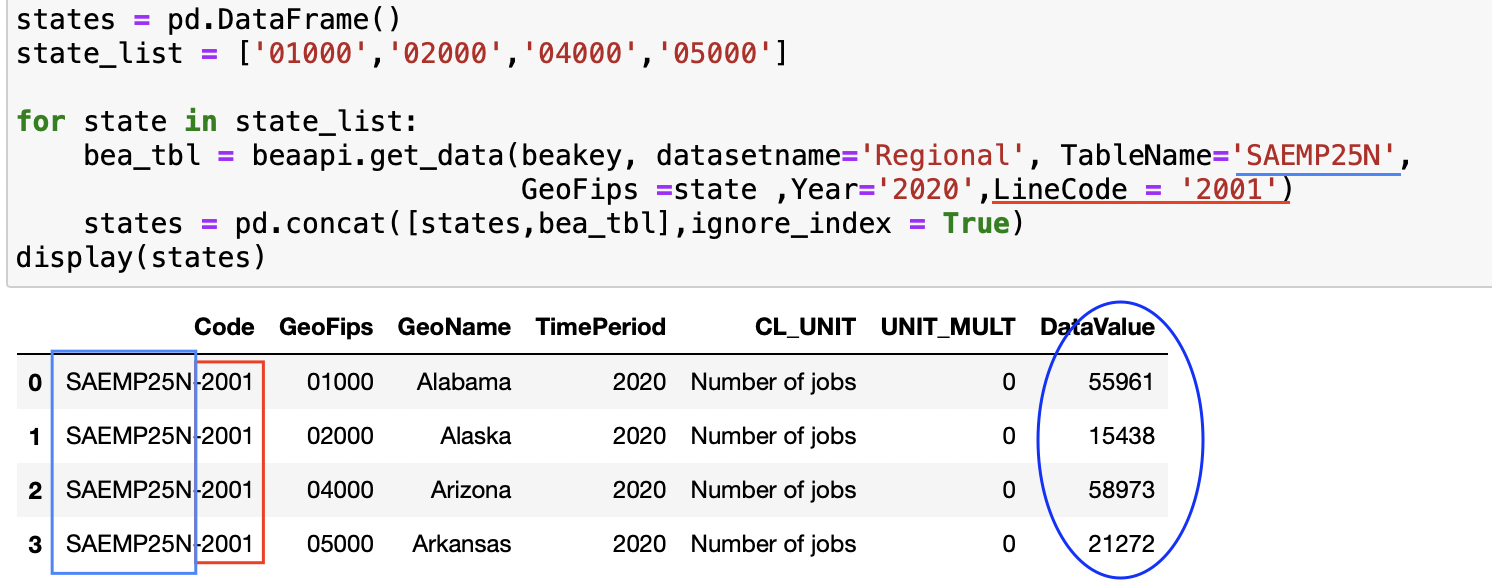 states = pd.DataFrame()
state_list = ['01000','02000','04000','05000']
for state in state_list:
    bea_tbl = beaapi.get_data(beakey, datasetname='Regional', TableName='SAEMP25N',
                              GeoFips =state ,Year='2020',LineCode = '2001')
    states = pd.concat([states,bea_tbl],ignore_index = True)
display(states)
Code GeoFips GeoName TimePeriod CL_UNIT UNIT_MULT DataValue
0 SAEMP25N-2001 01000 Alabama 2020 Number of jobs 0 55961
1 SAEMP25N-2001 02000 Alaska 2020 Number of jobs 0 15438
2 SAEMP25N-2001 04000 Arizona 2020 Number of jobs 0 58973
3 SAEMP25N-2001 05000 Arkansas 2020 Number of jobs 0 21272